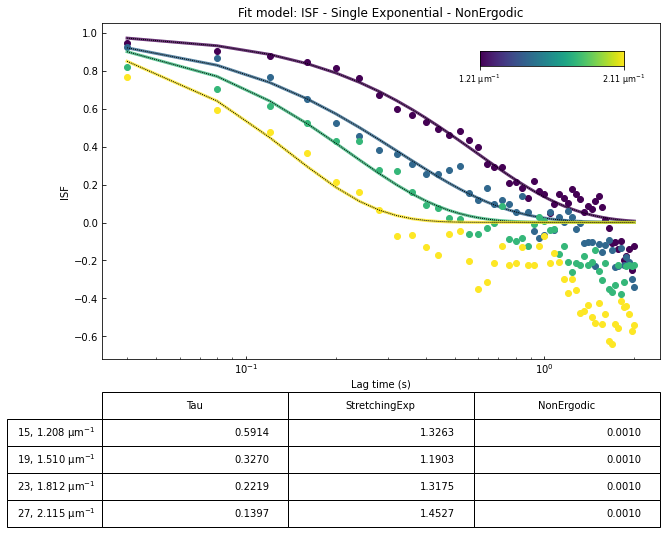 Fit model: ISF - Single Exponential - NonErgodic
1.0
0.8
0.6
0.4
0.2
0.0
−0.2
−0.4
−0.6
ISF
1.21 μm⁻¹ 2.11 μm⁻¹
10⁻¹ 10⁰
Lag time (s)
Tau StretchingExp NonErgodic
15, 1.208 μm⁻¹ 0.5914 1.3263 0.0010
19, 1.510 μm⁻¹ 0.3270 1.1903 0.0010
23, 1.812 μm⁻¹ 0.2219 1.3175 0.0010
27, 2.115 μm⁻¹ 0.1397 1.4527 0.0010